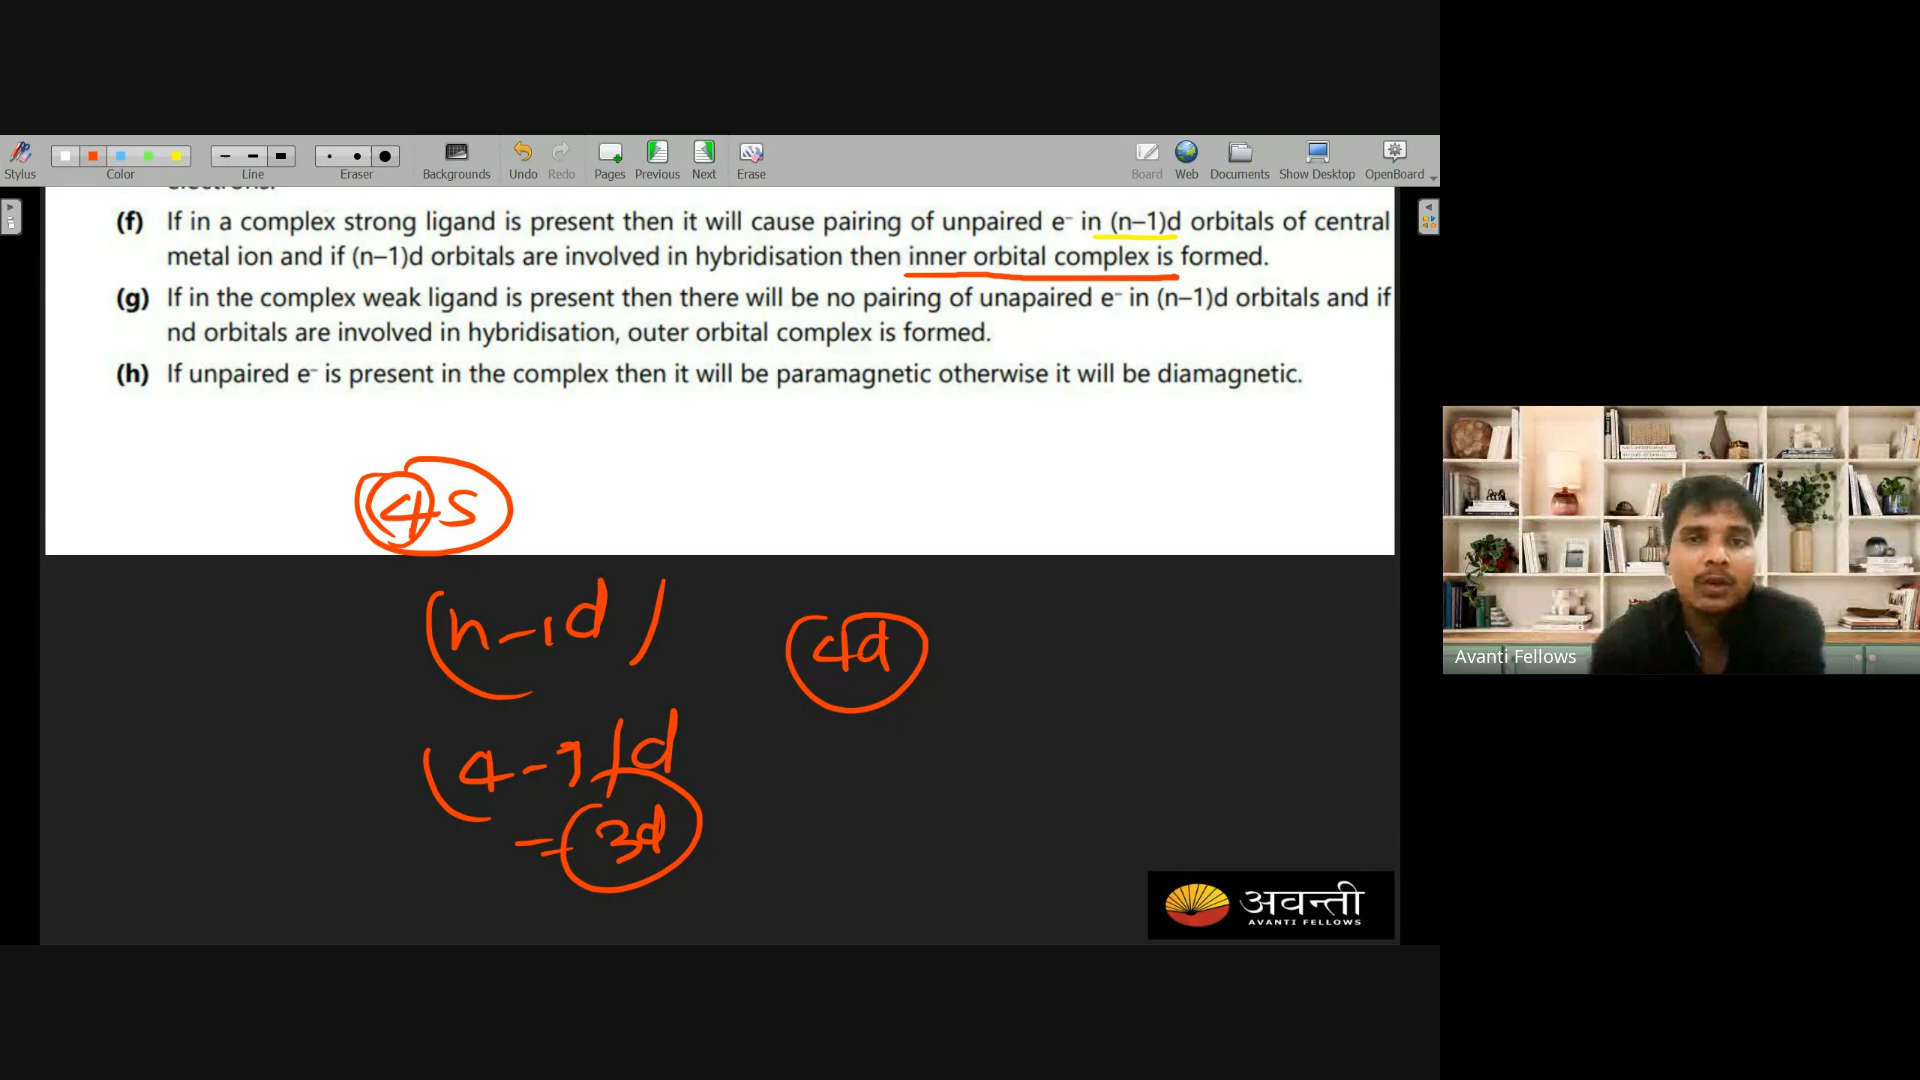 Stylus
Color
Line
Eraser
Backgrounds
Undo
Redo
Pages
Previous
Next
Erase
Board
Web
Documents
Show Desktop
OpenBoard
electrons.
(f) If in a complex strong ligand is present then it will cause pairing of unpaired e⁻ in (n–1)d orbitals of central
metal ion and if (n–1)d orbitals are involved in hybridisation then inner orbital complex is formed.
(g) If in the complex weak ligand is present then there will be no pairing of unapaired e⁻ in (n–1)d orbitals and if
nd orbitals are involved in hybridisation, outer orbital complex is formed.
(h) If unpaired e⁻ is present in the complex then it will be paramagnetic otherwise it will be diamagnetic.
4s
(n-1d)
4d
(4-1)d
= 3d
Avanti Fellows
अवन्ती
AVANTI FELLOWS